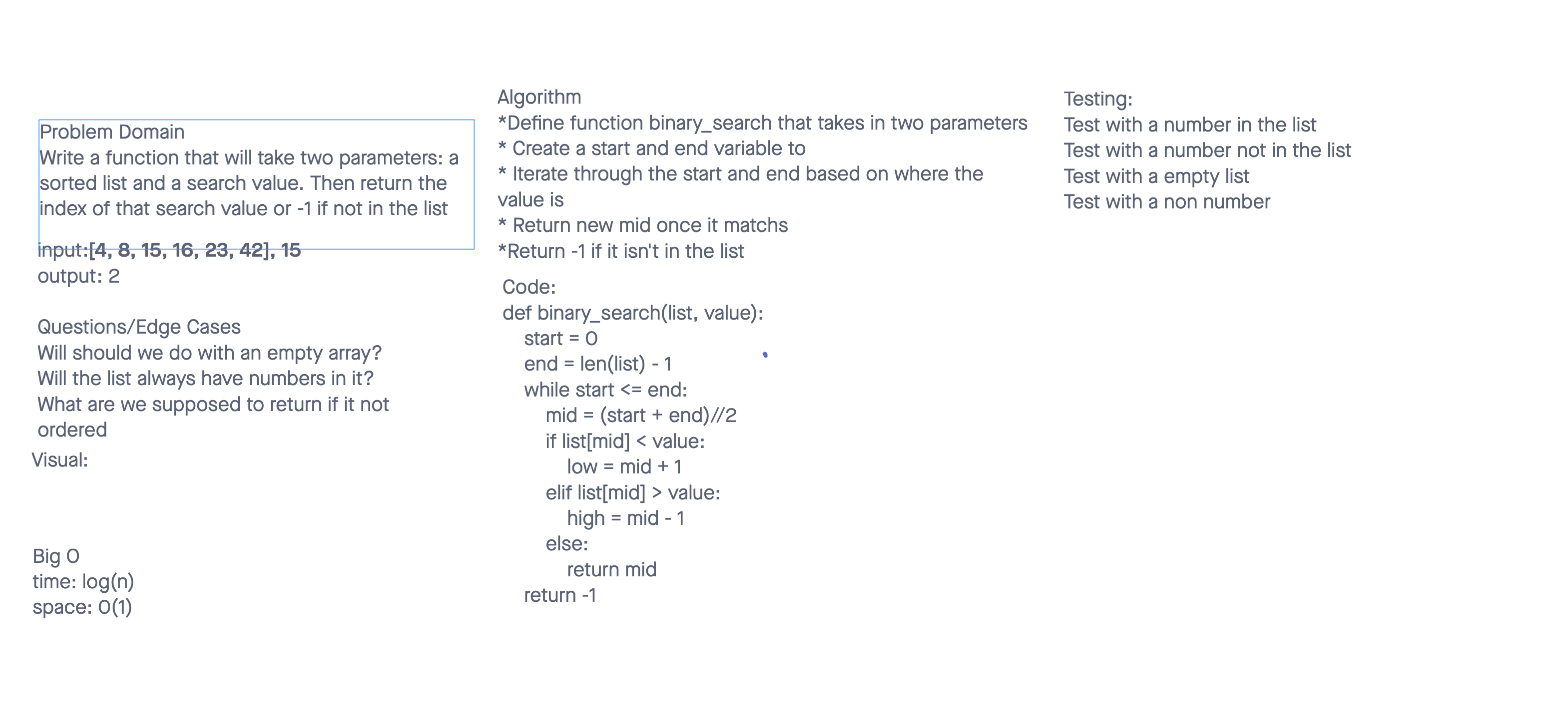 Problem Domain
Write a function that will take two parameters: a
sorted list and a search value. Then return the
index of that search value or -1 if not in the list
input:[4, 8, 15, 16, 23, 42], 15
output: 2
Questions/Edge Cases
Will should we do with an empty array?
Will the list always have numbers in it?
What are we supposed to return if it not
ordered
Visual:
Big O
time: log(n)
space: O(1)
Algorithm
*Define function binary_search that takes in two parameters
* Create a start and end variable to
* Iterate through the start and end based on where the
value is
* Return new mid once it matchs
*Return -1 if it isn't in the list
Code:
def binary_search(list, value):
    start = 0
    end = len(list) - 1
    while start <= end:
        mid = (start + end)//2
        if list[mid] < value:
            low = mid + 1
        elif list[mid] > value:
            high = mid - 1
        else:
            return mid
    return -1
Testing:
Test with a number in the list
Test with a number not in the list
Test with a empty list
Test with a non number